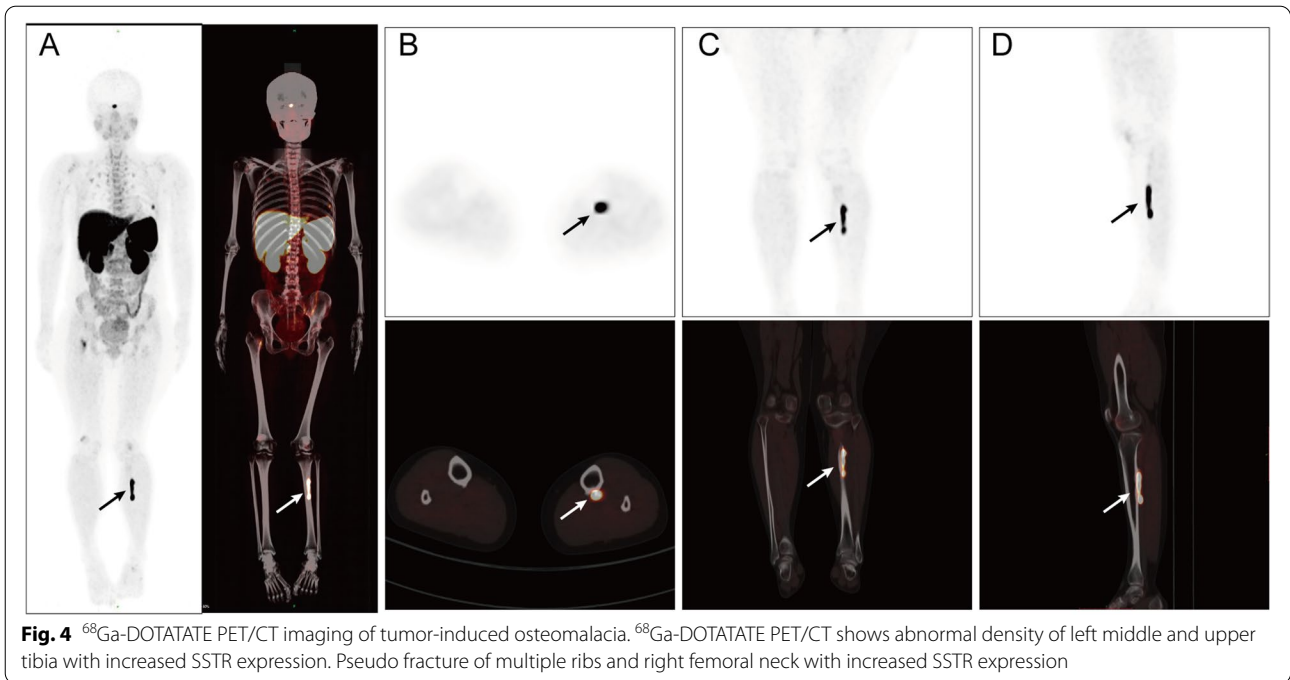 A
B
C
D
Fig. 4 ⁶⁸Ga-DOTATATE PET/CT imaging of tumor-induced osteomalacia. ⁶⁸Ga-DOTATATE PET/CT shows abnormal density of left middle and upper
tibia with increased SSTR expression. Pseudo fracture of multiple ribs and right femoral neck with increased SSTR expression